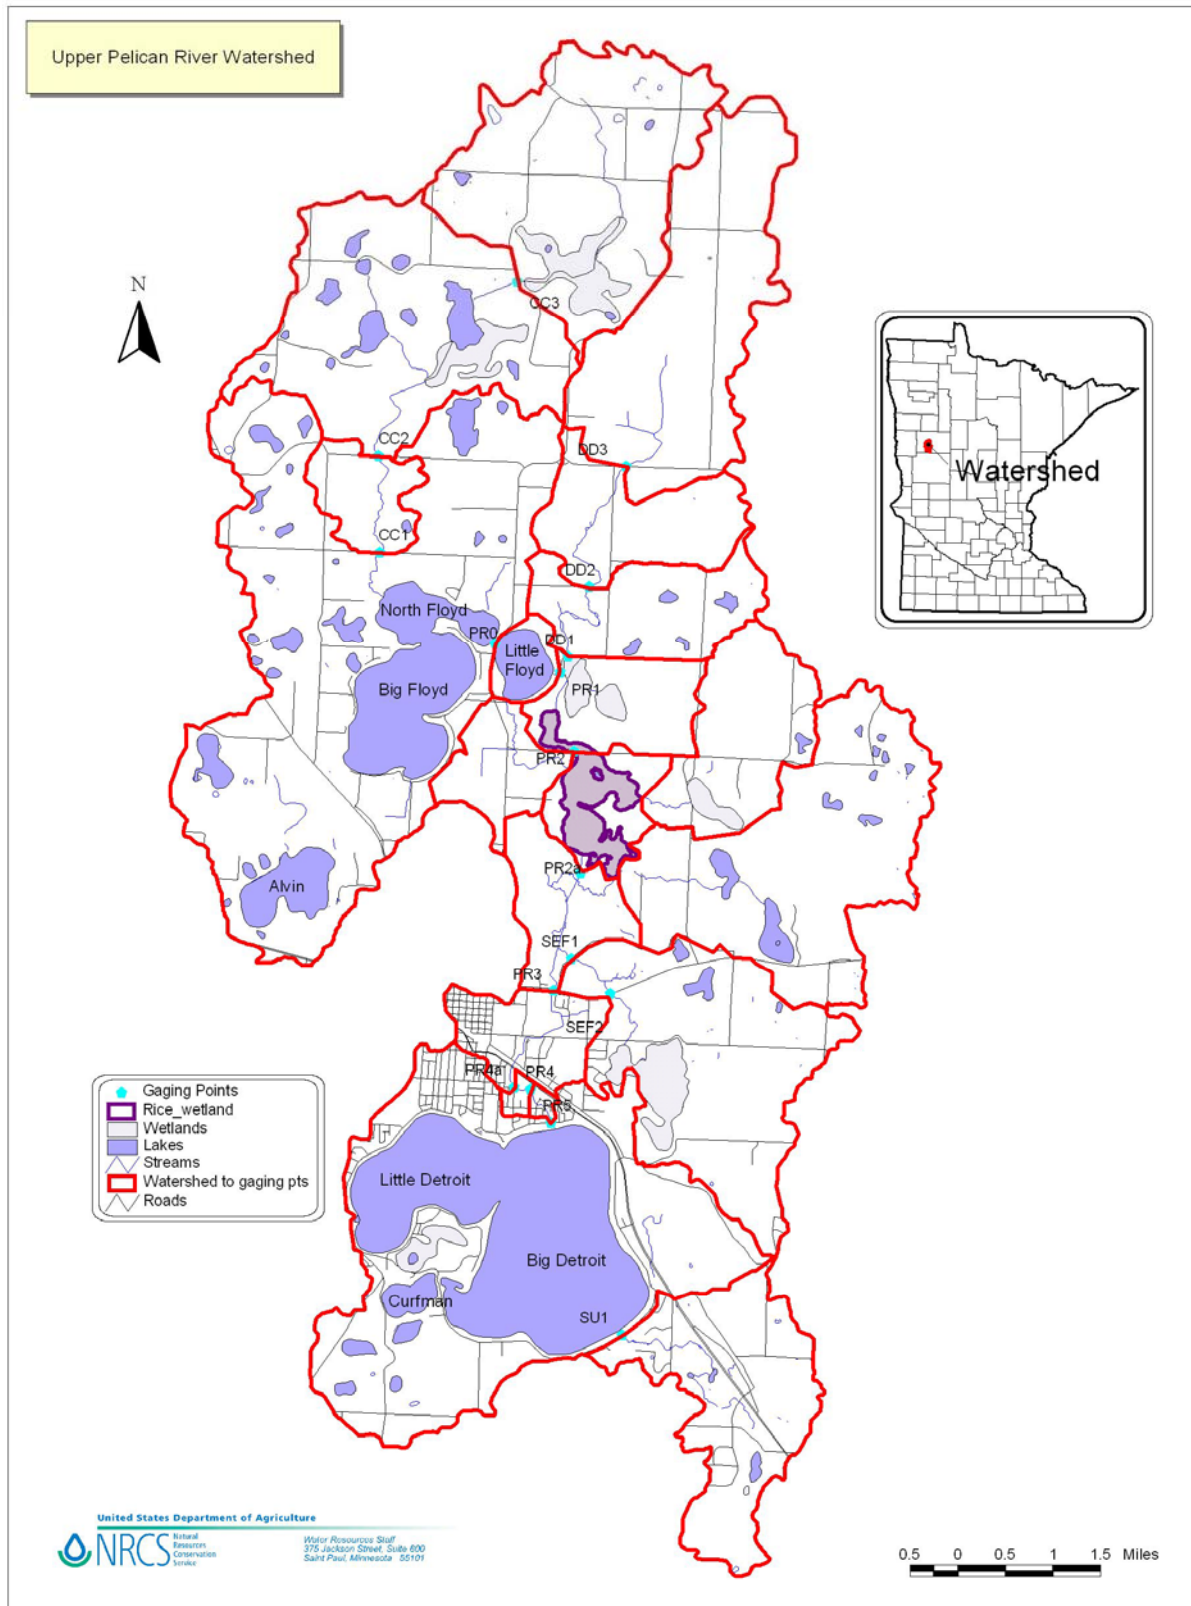 Upper Pelican River Watershed
N
CC3
CC2
DD3
CC1
DD2
North Floyd
PR0
Little
Floyd
DD1
Big Floyd
PR1
PR2
Watershed
Alvin
PR2a
SEF1
PR3
SEF2
PR4a
PR4
PR5
Gaging Points
Rice_wetland
Wetlands
Lakes
Streams
Watershed to gaging pts
Roads
Little Detroit
Big Detroit
Curfman
SU1
United States Department of Agriculture
NRCS
Natural
Resources
Conservation
Service
Water Resources Staff
375 Jackson Street, Suite 600
Saint Paul, Minnesota 55101
0.5 0 0.5 1 1.5 Miles